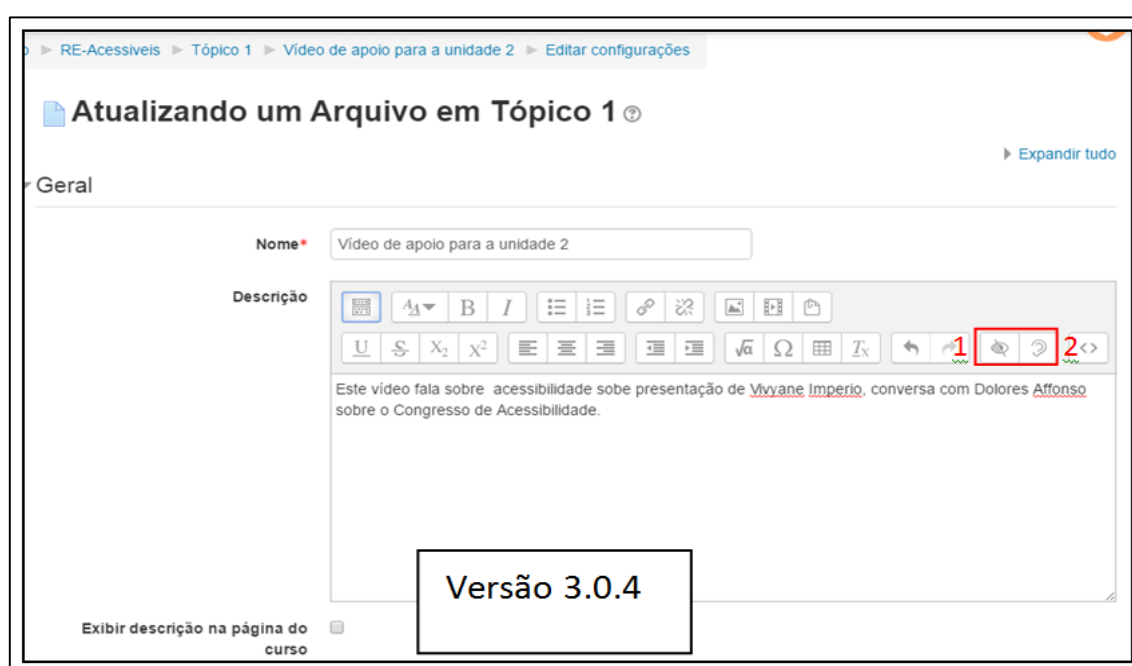 RE-Acessiveis Tópico 1 Vídeo de apoio para a unidade 2 Editar configurações
Atualizando um Arquivo em Tópico 1
Expandir tudo
Geral
Nome*
Vídeo de apoio para a unidade 2
Descrição
B I
U S X₂ X² √α Ω Tx 1 2 <>
Este vídeo fala sobre acessibilidade sobe presentação de Vivyane Imperio, conversa com Dolores Affonso
sobre o Congresso de Acessibilidade.
Versão 3.0.4
Exibir descrição na página do
curso